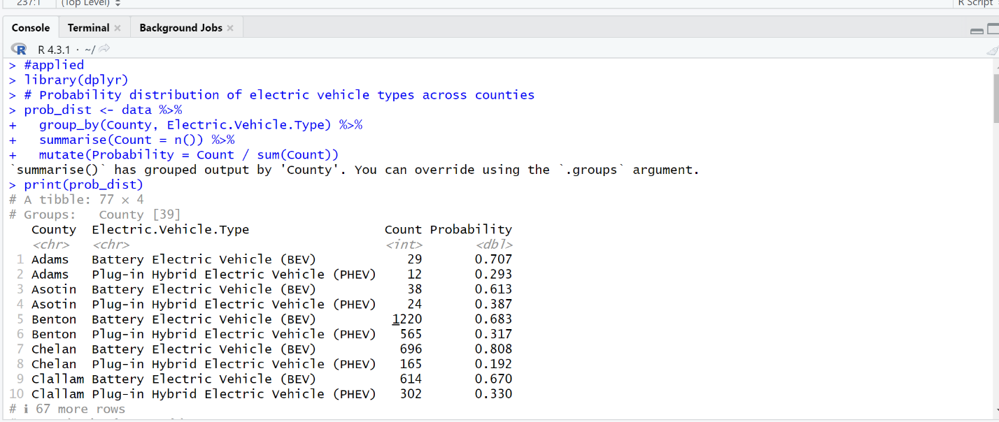 237:1 (Top Level) R Script
Console Terminal × Background Jobs ×
R R 4.3.1 · ~/
> #applied
> library(dplyr)
> # Probability distribution of electric vehicle types across counties
> prob_dist <- data %>%
+   group_by(County, Electric.Vehicle.Type) %>%
+   summarise(Count = n()) %>%
+   mutate(Probability = Count / sum(Count))
`summarise()` has grouped output by 'County'. You can override using the `.groups` argument.
> print(prob_dist)
# A tibble: 77 × 4
# Groups:   County [39]
   County  Electric.Vehicle.Type                  Count Probability
   <chr>   <chr>                                  <int>       <dbl>
 1 Adams   Battery Electric Vehicle (BEV)            29       0.707
 2 Adams   Plug-in Hybrid Electric Vehicle (PHEV)    12       0.293
 3 Asotin  Battery Electric Vehicle (BEV)            38       0.613
 4 Asotin  Plug-in Hybrid Electric Vehicle (PHEV)    24       0.387
 5 Benton  Battery Electric Vehicle (BEV)          1220       0.683
 6 Benton  Plug-in Hybrid Electric Vehicle (PHEV)   565       0.317
 7 Chelan  Battery Electric Vehicle (BEV)           696       0.808
 8 Chelan  Plug-in Hybrid Electric Vehicle (PHEV)   165       0.192
 9 Clallam Battery Electric Vehicle (BEV)           614       0.670
10 Clallam Plug-in Hybrid Electric Vehicle (PHEV)   302       0.330
# ℹ 67 more rows